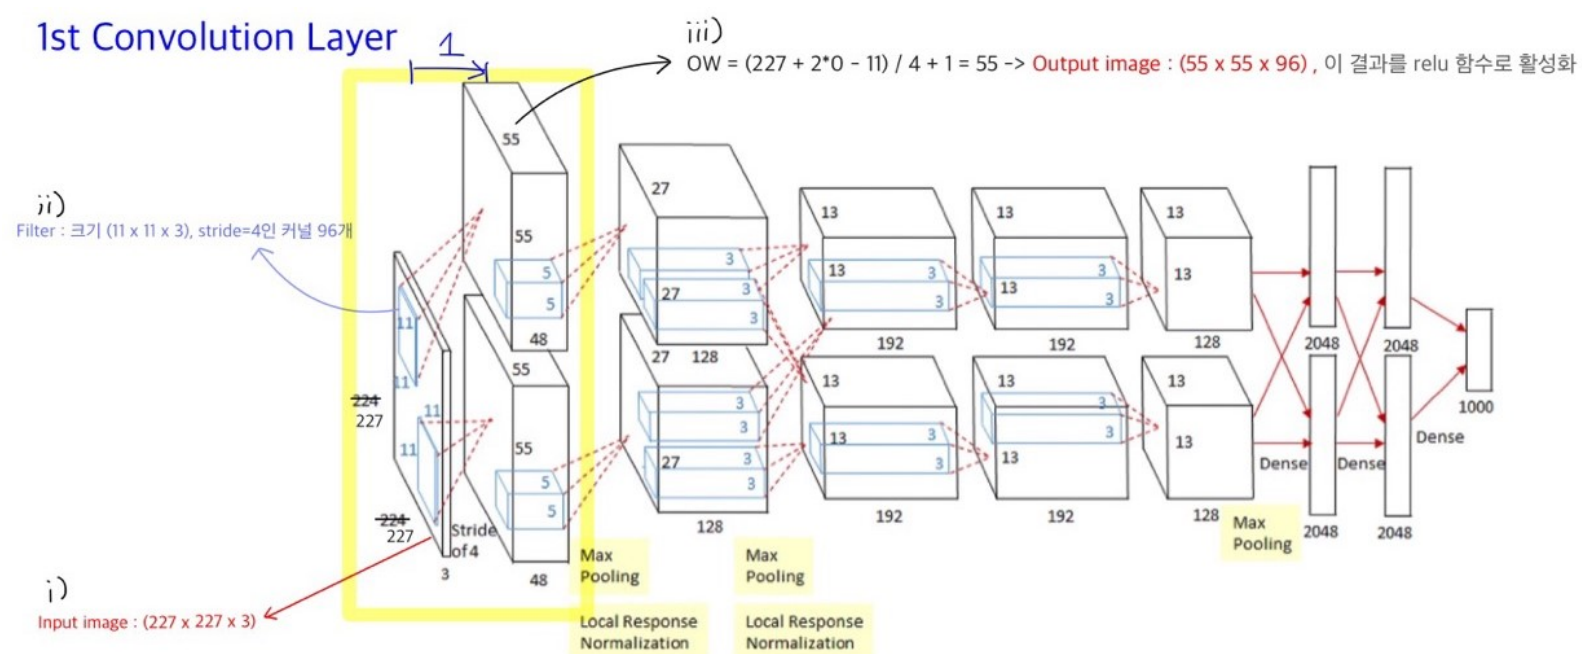 1st Convolution Layer
1
iii)
OW = (227 + 2*0 - 11) / 4 + 1 = 55 -> Output image : (55 x 55 x 96) , 이 결과를 relu 함수로 활성화
ii)
Filter : 크기 (11 x 11 x 3), stride=4인 커널 96개
55
55
5
5
48
11
11
224
227
11
11
224
227
Stride
of 4
3
55
55
5
5
48
27
3
3
27
3
128
27
3
3
27
3
3
128
13
13
3
3
192
13
13
3
3
192
13
3
3
13
192
13
3
3
13
192
13
13
128
13
13
128
2048
2048
2048
2048
Dense
Dense
Dense
1000
Max
Pooling
Max
Pooling
Max
Pooling
i)
Input image : (227 x 227 x 3)
Local Response
Normalization
Local Response
Normalization